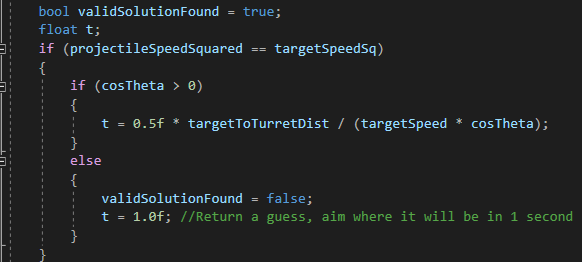 bool validSolutionFound = true;
float t;
if (projectileSpeedSquared == targetSpeedSq)
{
if (cosTheta > 0)
{
t = 0.5f * targetToTurretDist / (targetSpeed * cosTheta);
}
else
{
validSolutionFound = false;
t = 1.0f; //Return a guess, aim where it will be in 1 second
}
}